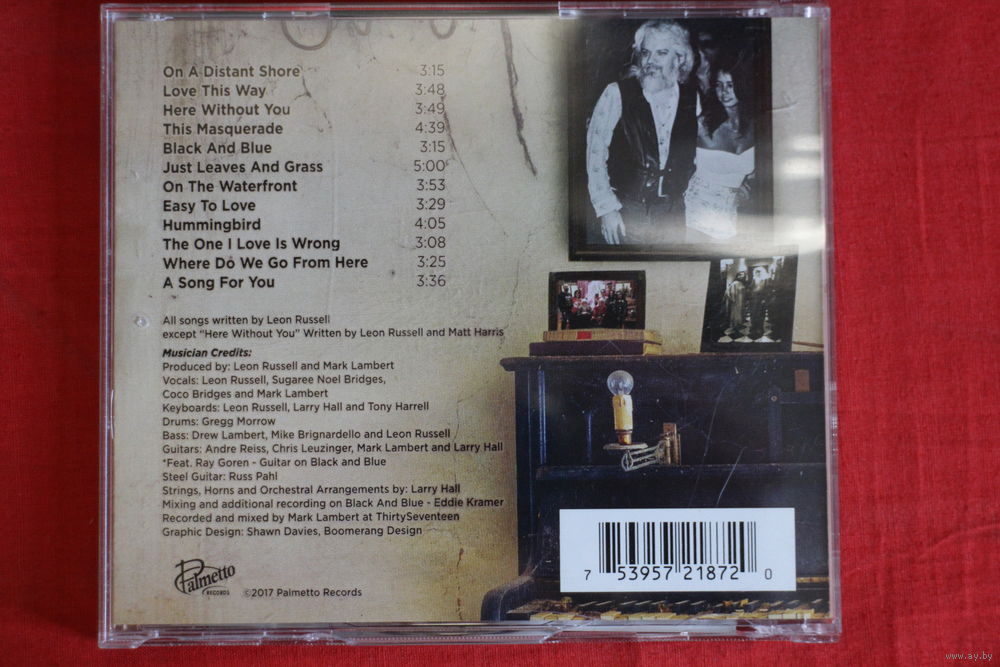 On A Distant Shore 3:15
Love This Way 3:48
Here Without You 3:49
This Masquerade 4:39
Black And Blue 3:15
Just Leaves And Grass 5:00
On The Waterfront 3:53
Easy To Love 3:29
Hummingbird 4:05
The One I Love Is Wrong 3:08
Where Do We Go From Here 3:25
A Song For You 3:36
All songs written by Leon Russell
except “Here Without You” Written by Leon Russell and Matt Harris
Musician Credits:
Produced by: Leon Russell and Mark Lambert
Vocals: Leon Russell, Sugaree Noel Bridges,
Coco Bridges and Mark Lambert
Keyboards: Leon Russell, Larry Hall and Tony Harrell
Drums: Gregg Morrow
Bass: Drew Lambert, Mike Brignardello and Leon Russell
Guitars: Andre Reiss, Chris Leuzinger, Mark Lambert and Larry Hall
*Feat. Ray Goren - Guitar on Black and Blue
Steel Guitar: Russ Pahl
Strings, Horns and Orchestral Arrangements by: Larry Hall
Mixing and additional recording on Black And Blue - Eddie Kramer
Recorded and mixed by Mark Lambert at ThirtySeventeen
Graphic Design: Shawn Davies, Boomerang Design
Palmetto
RECORDS
©2017 Palmetto Records
7 53957 21872 0
www.ay.by